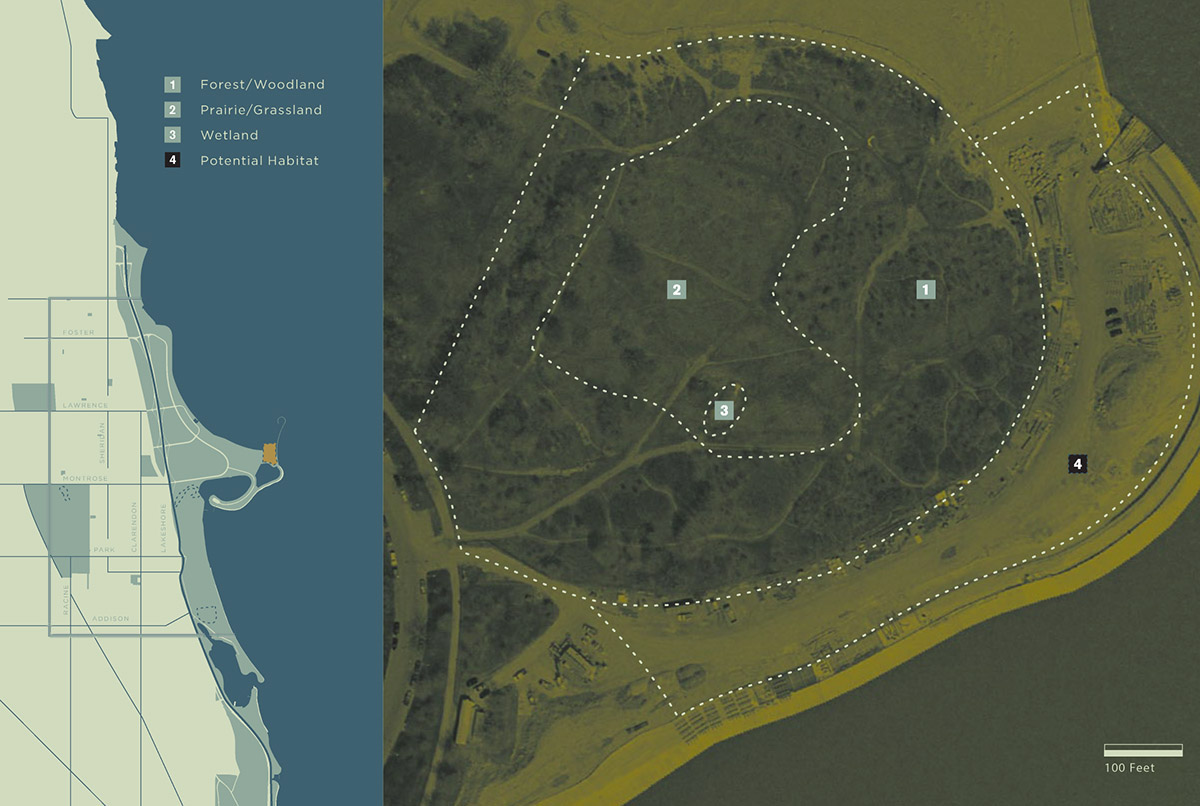 1 Forest/Woodland
2 Prairie/Grassland
3 Wetland
4 Potential Habitat
FOSTER
LAWRENCE
SHERIDAN
MONTROSE
CLARENDON
LAKESHORE
PARK
RACINE
ADDISON
2
1
3
4
100 Feet